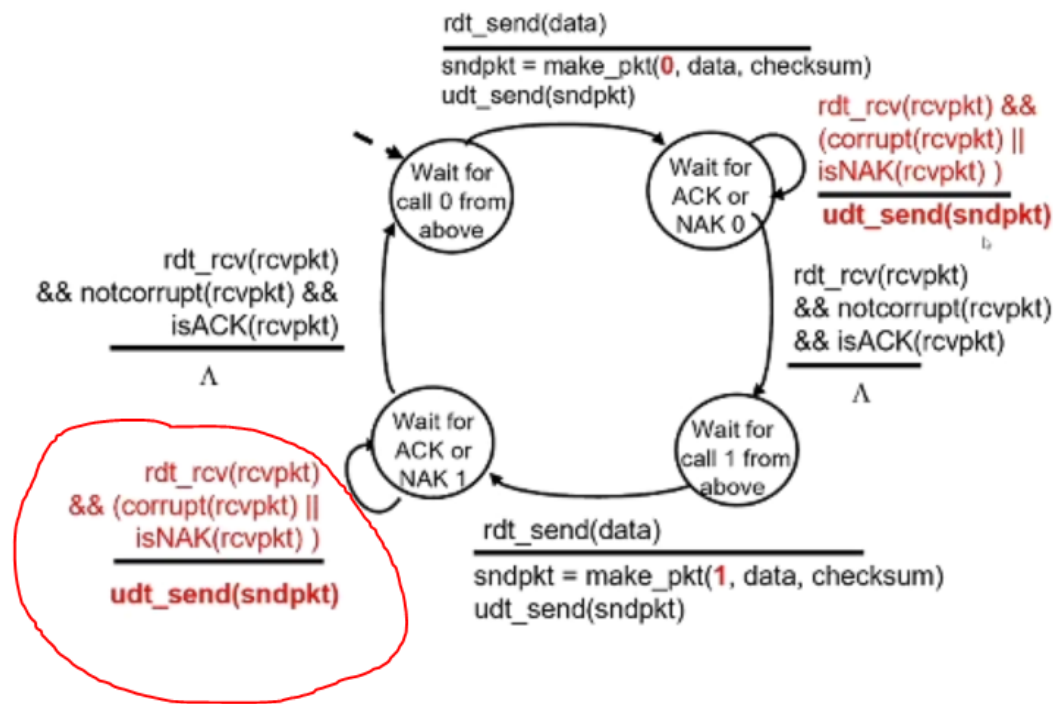 rdt_send(data)
sndpkt = make_pkt(0, data, checksum)
udt_send(sndpkt)
rdt_rcv(rcvpkt) &&
(corrupt(rcvpkt) ||
isNAK(rcvpkt) )
udt_send(sndpkt)
Wait for
call 0 from
above
Wait for
ACK or
NAK 0
rdt_rcv(rcvpkt)
&& notcorrupt(rcvpkt) &&
isACK(rcvpkt)
Λ
rdt_rcv(rcvpkt)
&& notcorrupt(rcvpkt)
&& isACK(rcvpkt)
Λ
Wait for
ACK or
NAK 1
Wait for
call 1 from
above
rdt_rcv(rcvpkt)
&& (corrupt(rcvpkt) ||
isNAK(rcvpkt) )
udt_send(sndpkt)
rdt_send(data)
sndpkt = make_pkt(1, data, checksum)
udt_send(sndpkt)